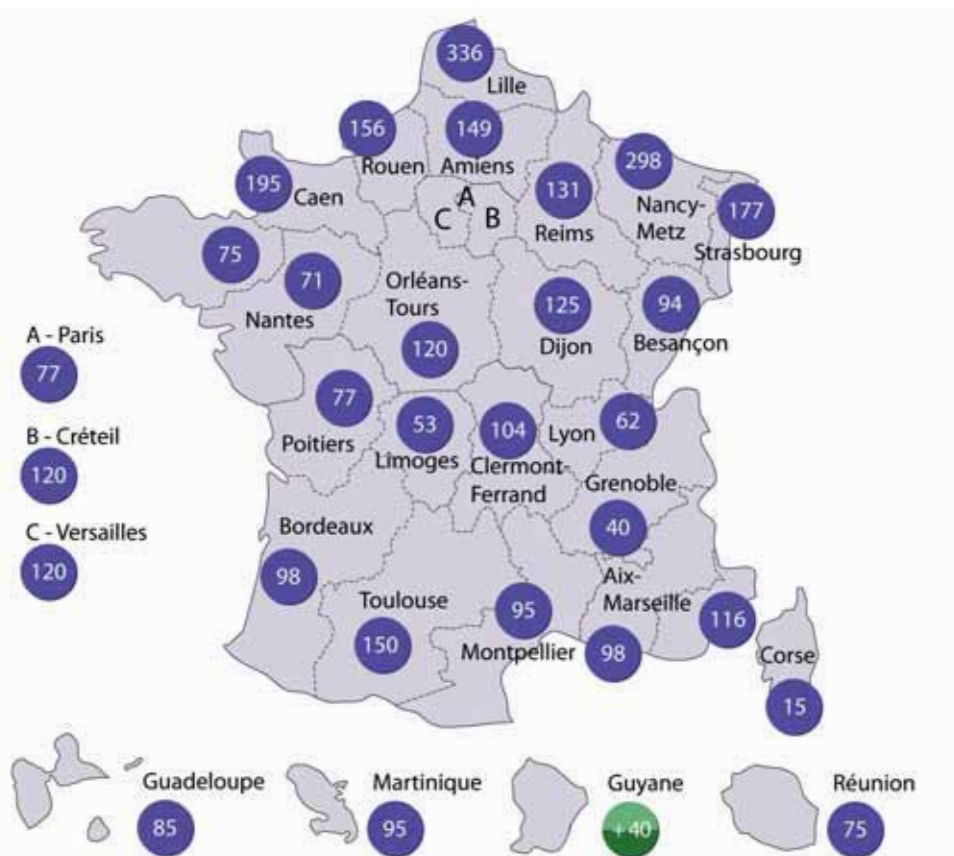 336
Lille
156
149
Rouen
Amiens
298
195
Caen
131
A
C
B
Nancy-
Metz
177
Reims
Strasbourg
75
71
Orléans-
Tours
125
94
Nantes
Dijon
Besançon
120
A - Paris
77
77
53
104
Lyon
62
Poitiers
Limoges
Clermont-
Ferrand
B - Créteil
120
Grenoble
40
C - Versailles
120
Bordeaux
98
Toulouse
150
95
Montpellier
Aix-
Marseille
98
116
Corse
15
Guadeloupe
85
Martinique
95
Guyane
+ 40
Réunion
75